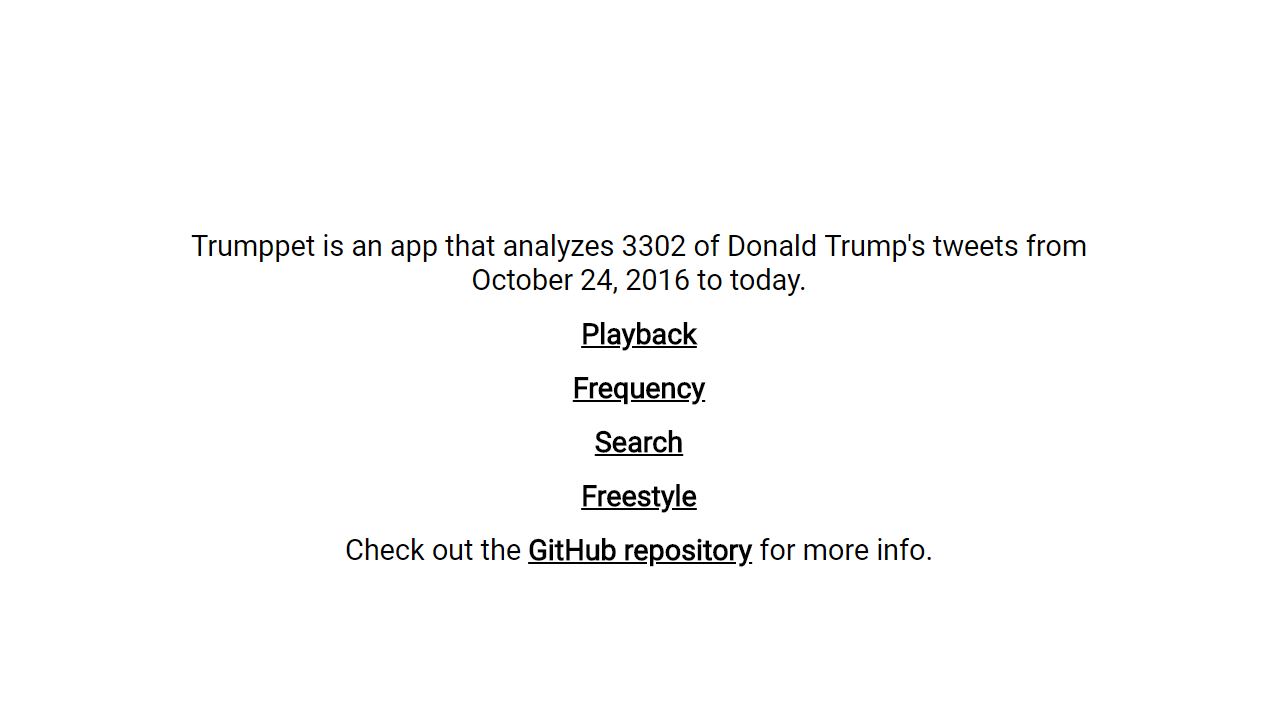 Trumppet is an app that analyzes 3302 of Donald Trump's tweets from
October 24, 2016 to today.
Playback
Frequency
Search
Freestyle
Check out the GitHub repository for more info.